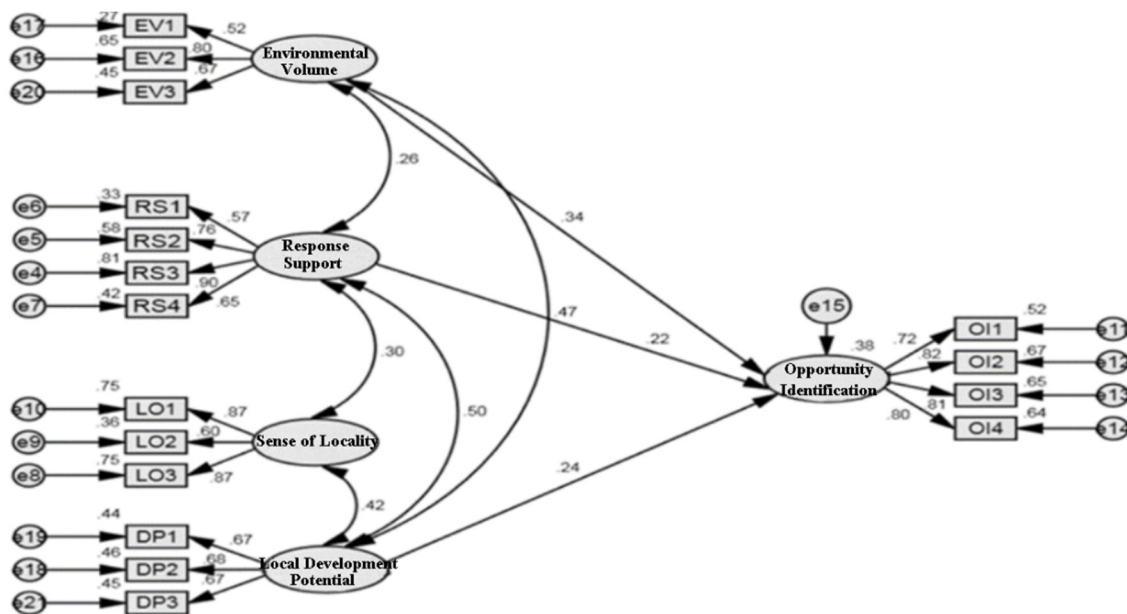 .27
e17
EV1
.52
Environmental
Volume
.65
e16
EV2
.80
.45
e20
EV3
.67
.26
.33
e6
RS1
.57
.34
.58
e5
RS2
.76
Response
Support
.81
e4
RS3
.90
.42
e7
RS4
.65
.47
.22
e15
.38
.72
OI1
.52
e11
.82
OI2
.67
e12
Opportunity
Identification
.81
OI3
.65
e13
.80
OI4
.64
e14
.30
.75
e10
LO1
.87
.50
.36
e9
LO2
.60
Sense of Locality
.75
e8
LO3
.87
.24
.42
.44
e19
DP1
.67
.46
e18
DP2
.68
Local Development
Potential
.45
e21
DP3
.67